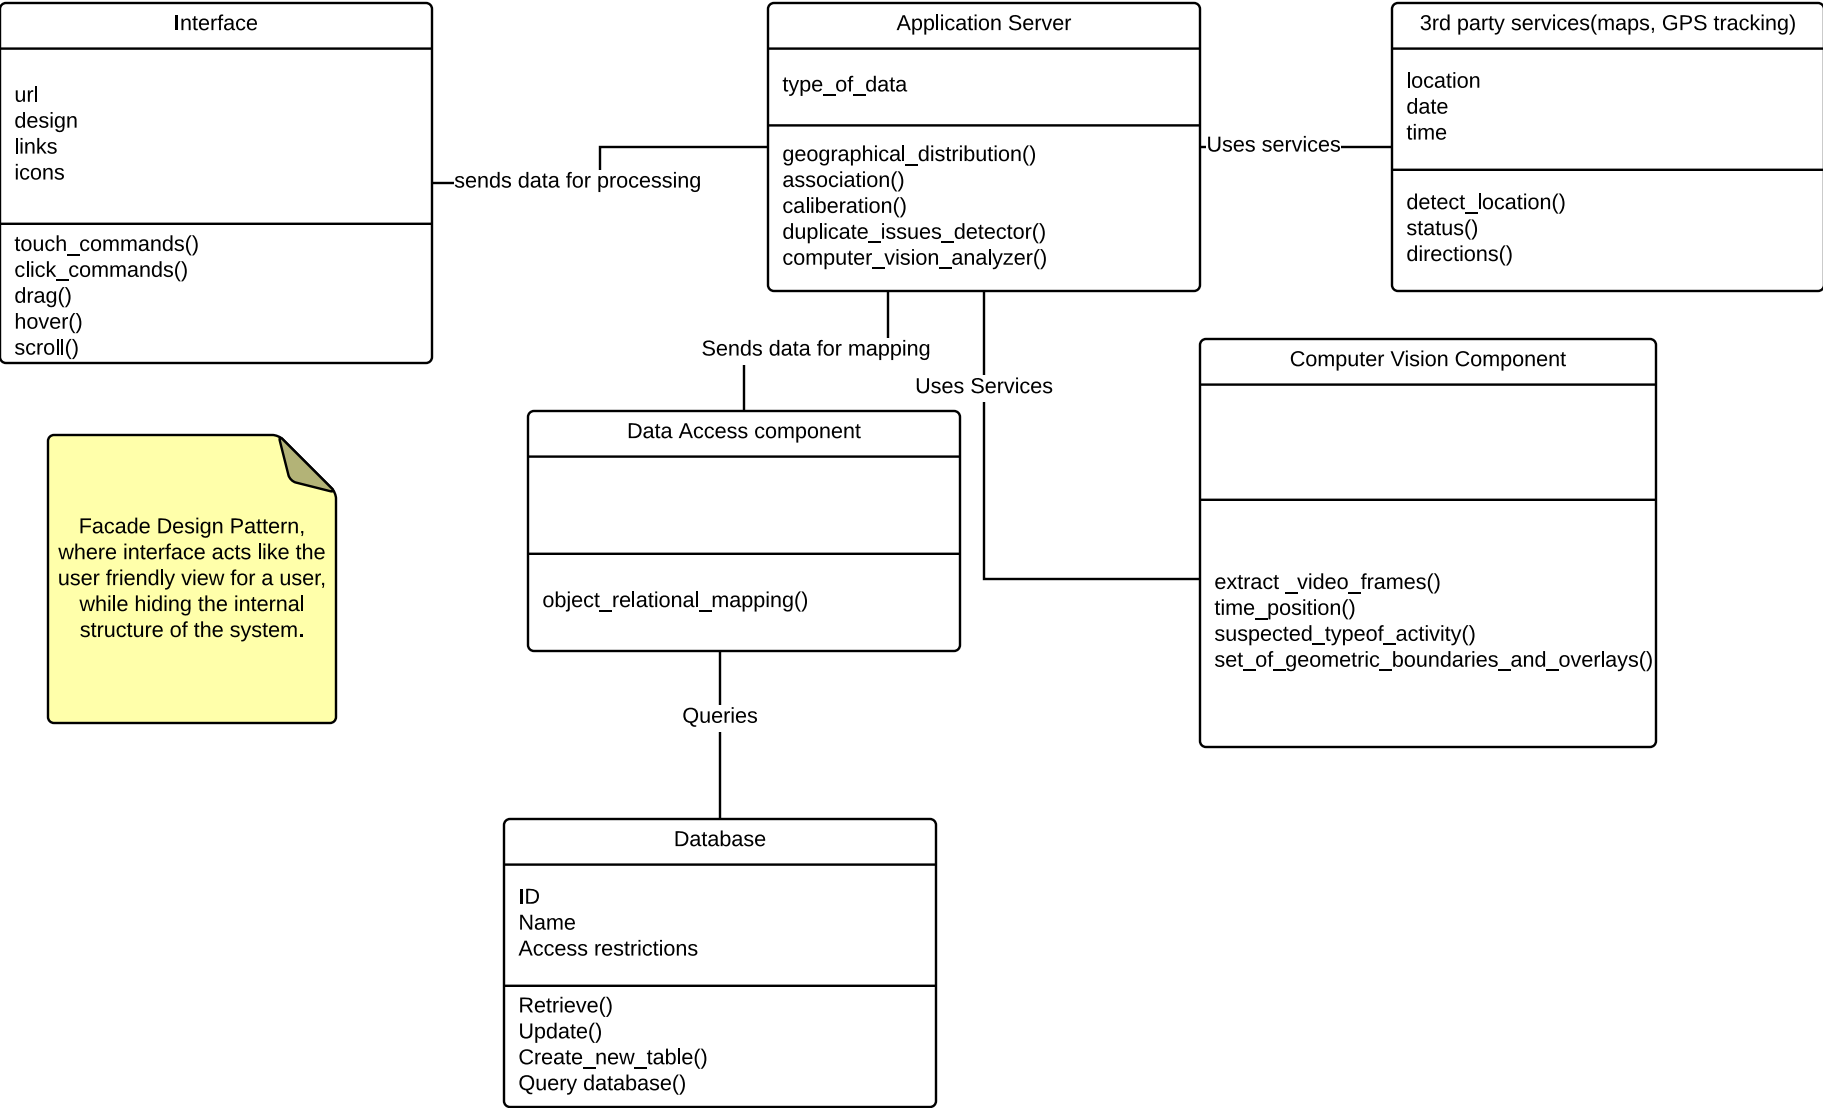 Interface
url
design
links
icons
touch_commands()
click_commands()
drag()
hover()
scroll()
sends data for processing
Application Server
type_of_data
geographical_distribution()
association()
caliberation()
duplicate_issues_detector()
computer_vision_analyzer()
Uses services
3rd party services(maps, GPS tracking)
location
date
time
detect_location()
status()
directions()
Sends data for mapping
Uses Services
Computer Vision Component
extract _video_frames()
time_position()
suspected_typeof_activity()
set_of_geometric_boundaries_and_overlays()
Data Access component
object_relational_mapping()
Facade Design Pattern,
where interface acts like the
user friendly view for a user,
while hiding the internal
structure of the system.
Queries
Database
ID
Name
Access restrictions
Retrieve()
Update()
Create_new_table()
Query database()